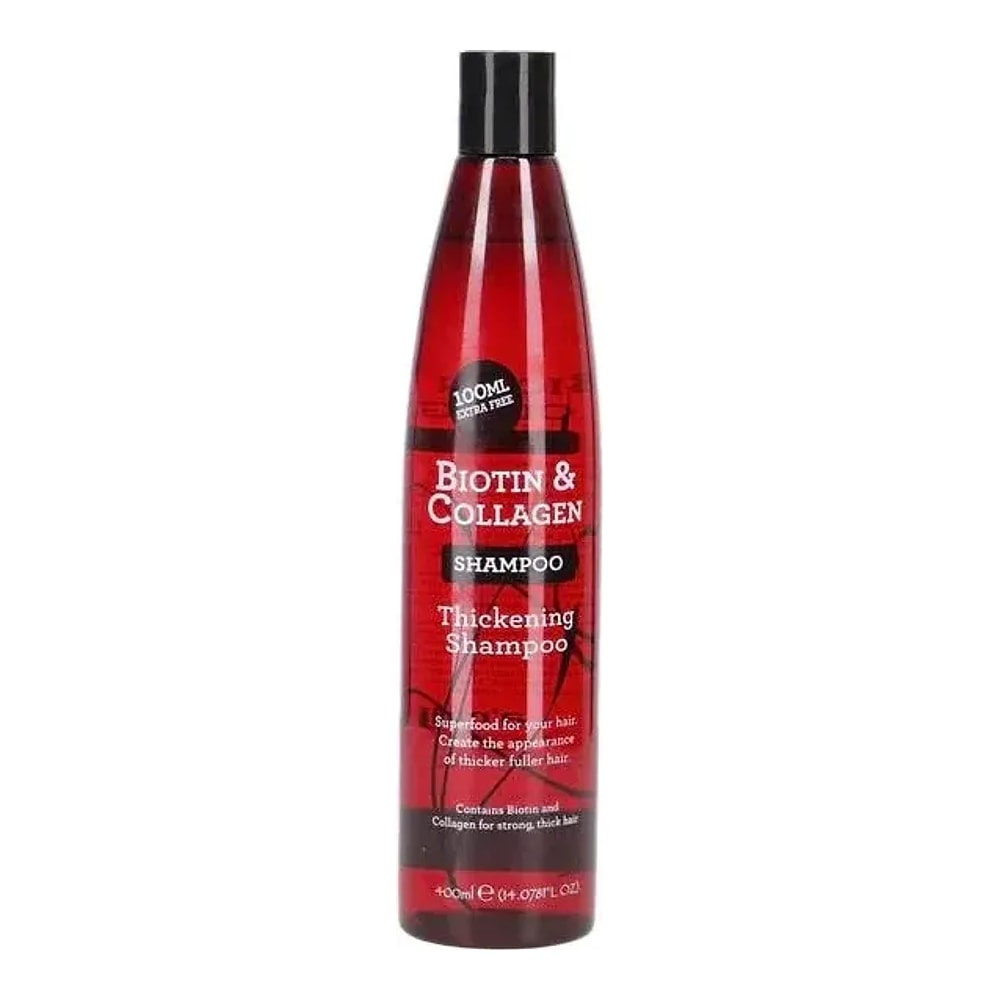 100ML
EXTRA FREE
BIOTIN &
COLLAGEN
SHAMPOO
Thickening
Shampoo
Superfood for your hair.
Create the appearance
of thicker fuller hair.
Contains Biotin and
Collagen for strong, thick hair
400ml ℮ (14.078FL OZ)